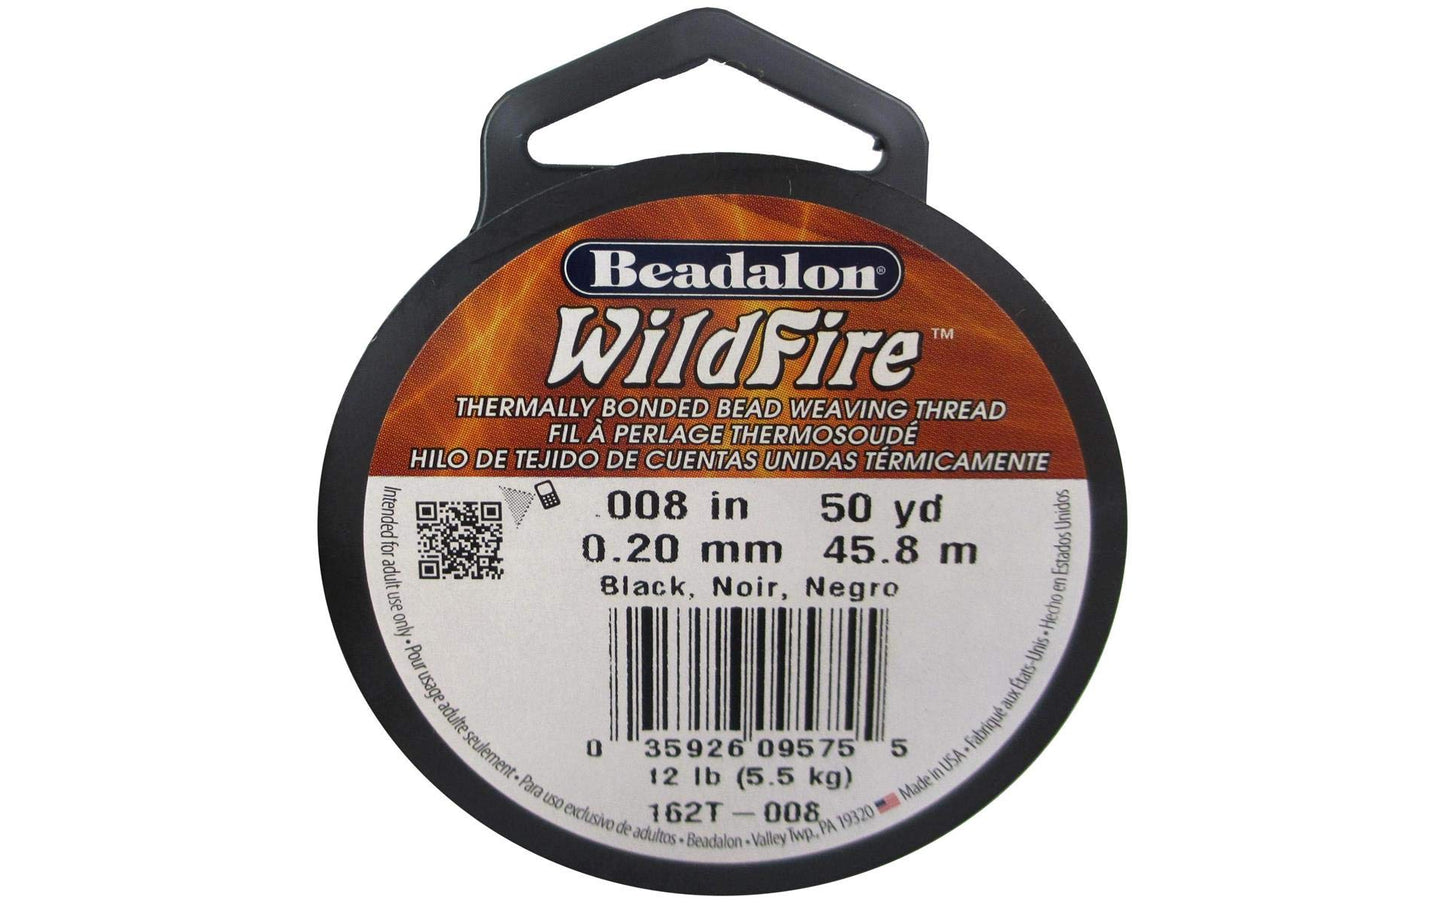 Beadalon®
WildFire™
THERMALLY BONDED BEAD WEAVING THREAD
FIL À PERLAGE THERMOSOUDÉ
HILO DE TEJIDO DE CUENTAS UNIDAS TÉRMICAMENTE
.008 in 50 yd
0.20 mm 45.8 m
Black, Noir, Negro
0 35926 09575 5
12 lb (5.5 kg)
162T-008
Intended for adult use only • Pour usage adulte seulement • Para uso exclusivo de adultos • Beadalon • Valley Twp., PA 19320 Made in USA • Fabriqué aux États-Unis • Hecho en Estados Unidos